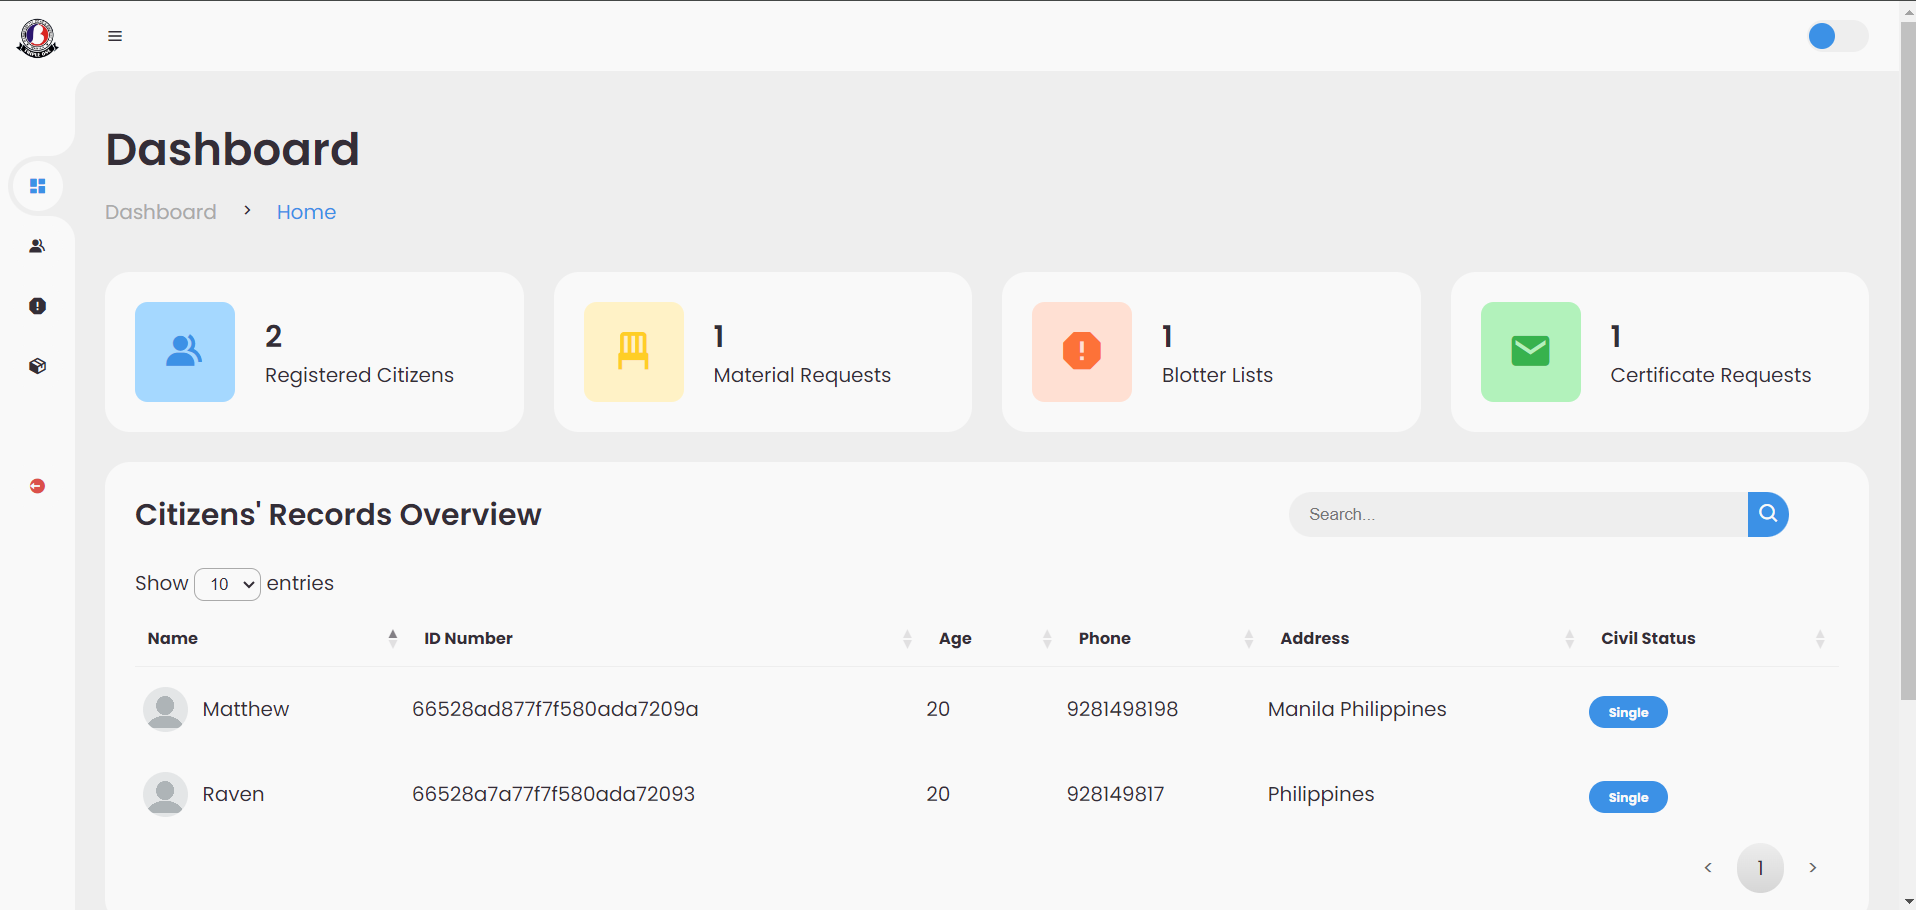 Dashboard
Dashboard > Home
2
Registered Citizens
1
Material Requests
1
Blotter Lists
1
Certificate Requests
Citizens' Records Overview
Search...
Show 10 entries
Name ID Number Age Phone Address Civil Status
Matthew 66528ad877f7f580ada7209a 20 9281498198 Manila Philippines Single
Raven 66528a7a77f7f580ada72093 20 928149817 Philippines Single
< 1 >